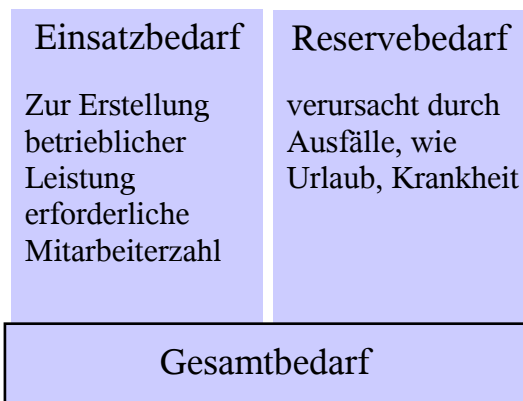 Einsatzbedarf
Zur Erstellung
betrieblicher
Leistung
erforderliche
Mitarbeiterzahl
Reservebedarf
verursacht durch
Ausfälle, wie
Urlaub, Krankheit
Gesamtbedarf